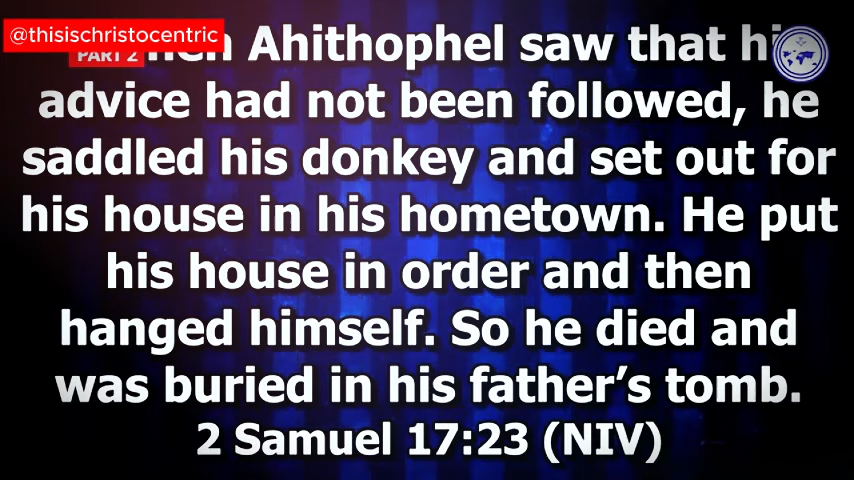 @thisischristocentric
PART 2
Ahithophel saw that
advice had not been followed, he
saddled his donkey and set out for
his house in his hometown. He put
his house in order and then
hanged himself. So he died and
was buried in his father’s tomb.
2 Samuel 17:23 (NIV)